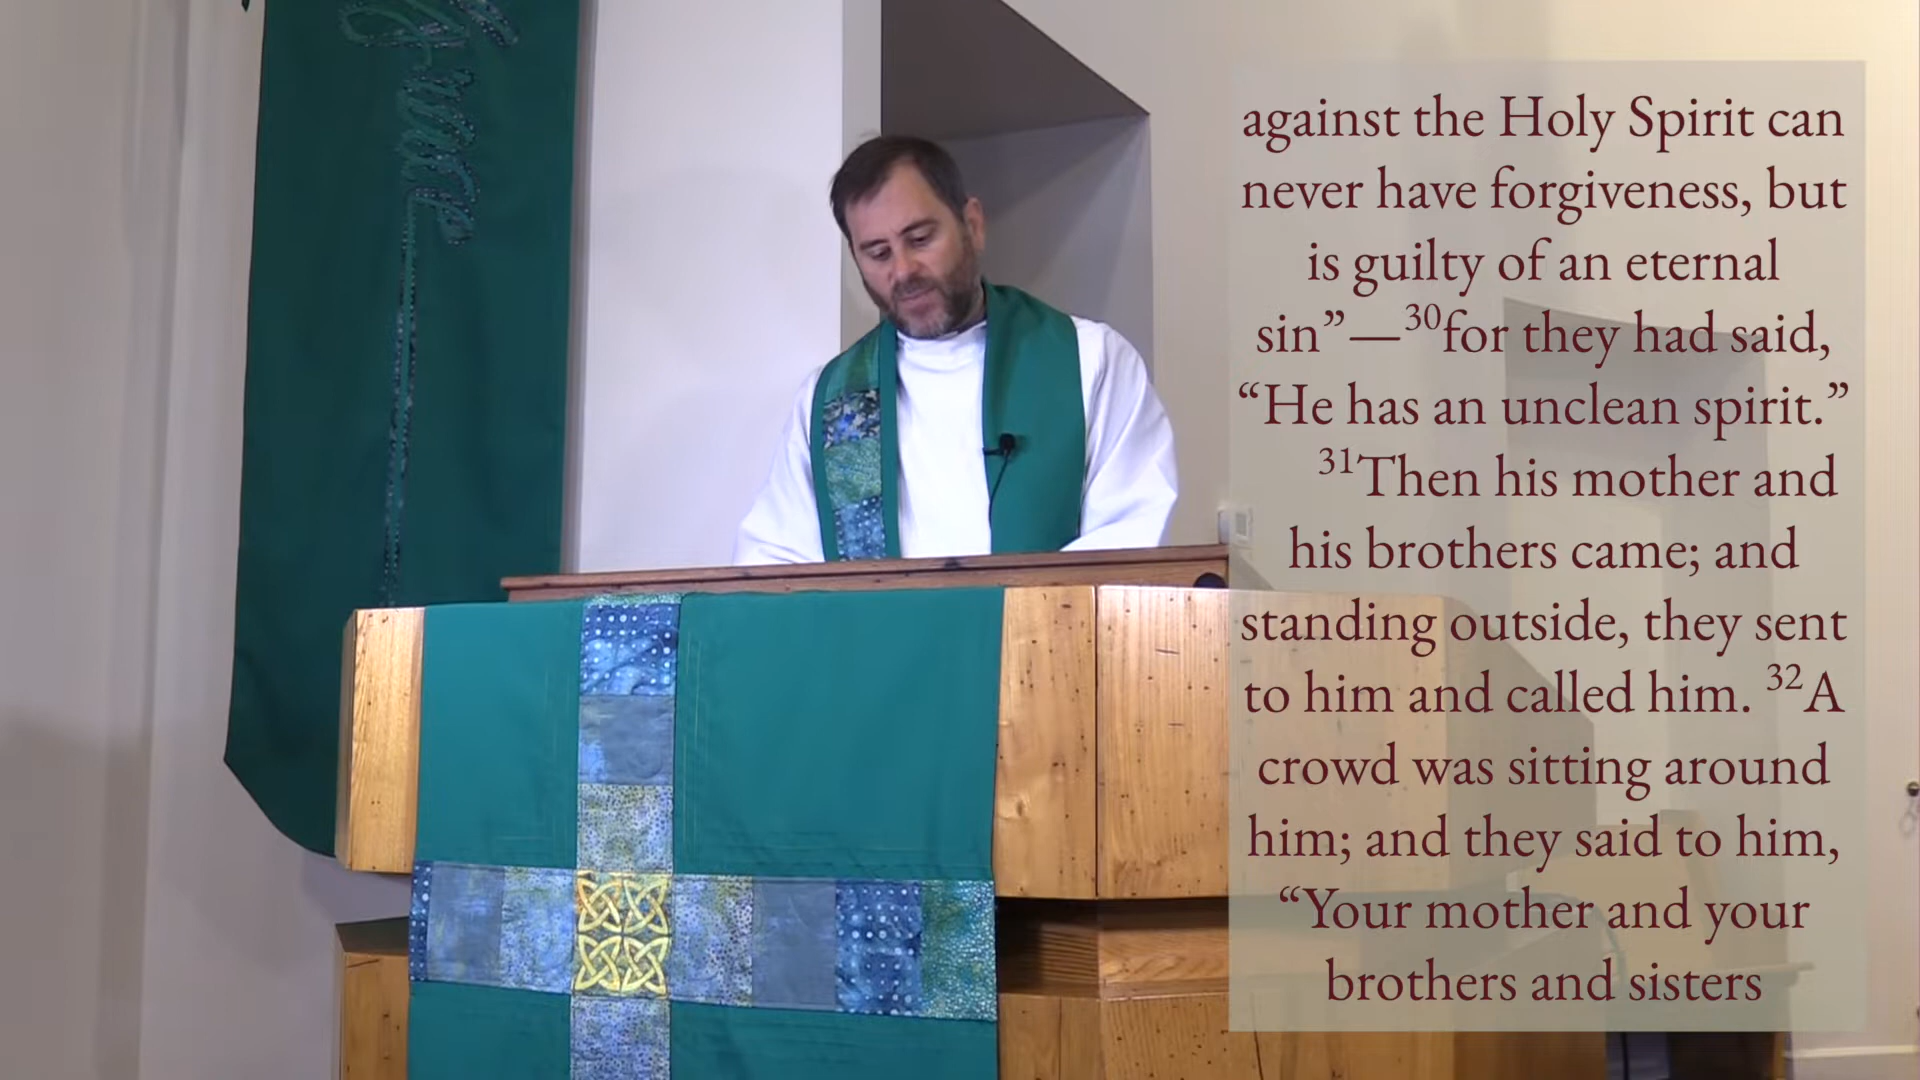 against the Holy Spirit can
never have forgiveness, but
is guilty of an eternal
sin”—³⁰for they had said,
“He has an unclean spirit.”
³¹Then his mother and
his brothers came; and
standing outside, they sent
to him and called him. ³²A
crowd was sitting around
him; and they said to him,
“Your mother and your
brothers and sisters